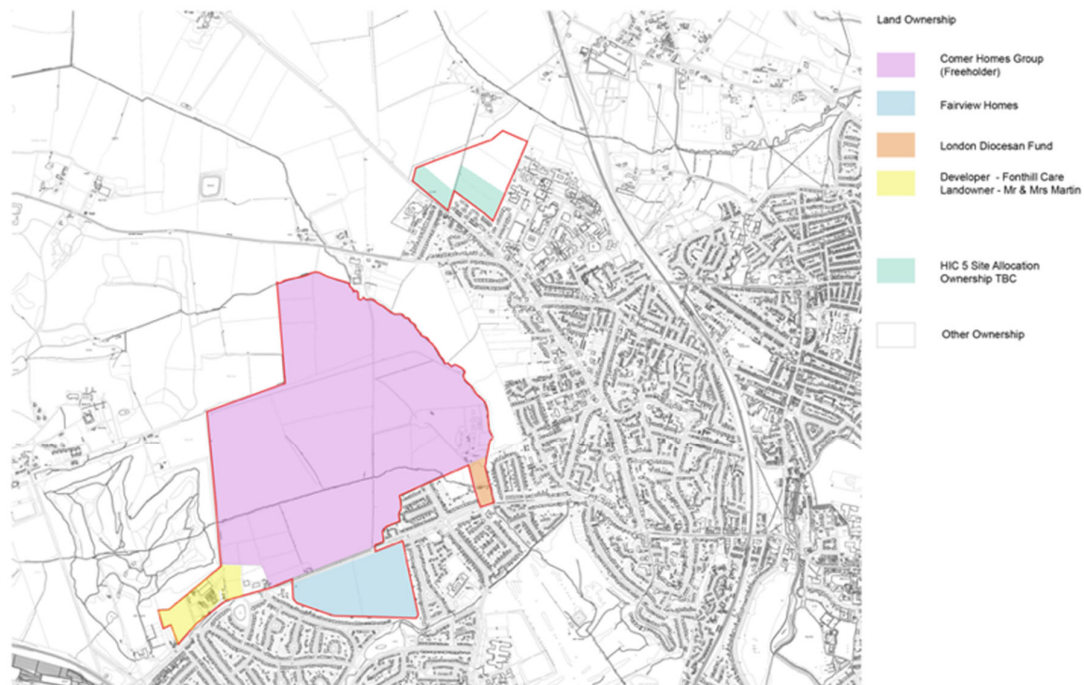 Land Ownership
Comer Homes Group
(Freeholder)
Fairview Homes
London Diocesan Fund
Developer - Fonthill Care
Landowner - Mr & Mrs Martin
HIC 5 Site Allocation
Ownership TBC
Other Ownership